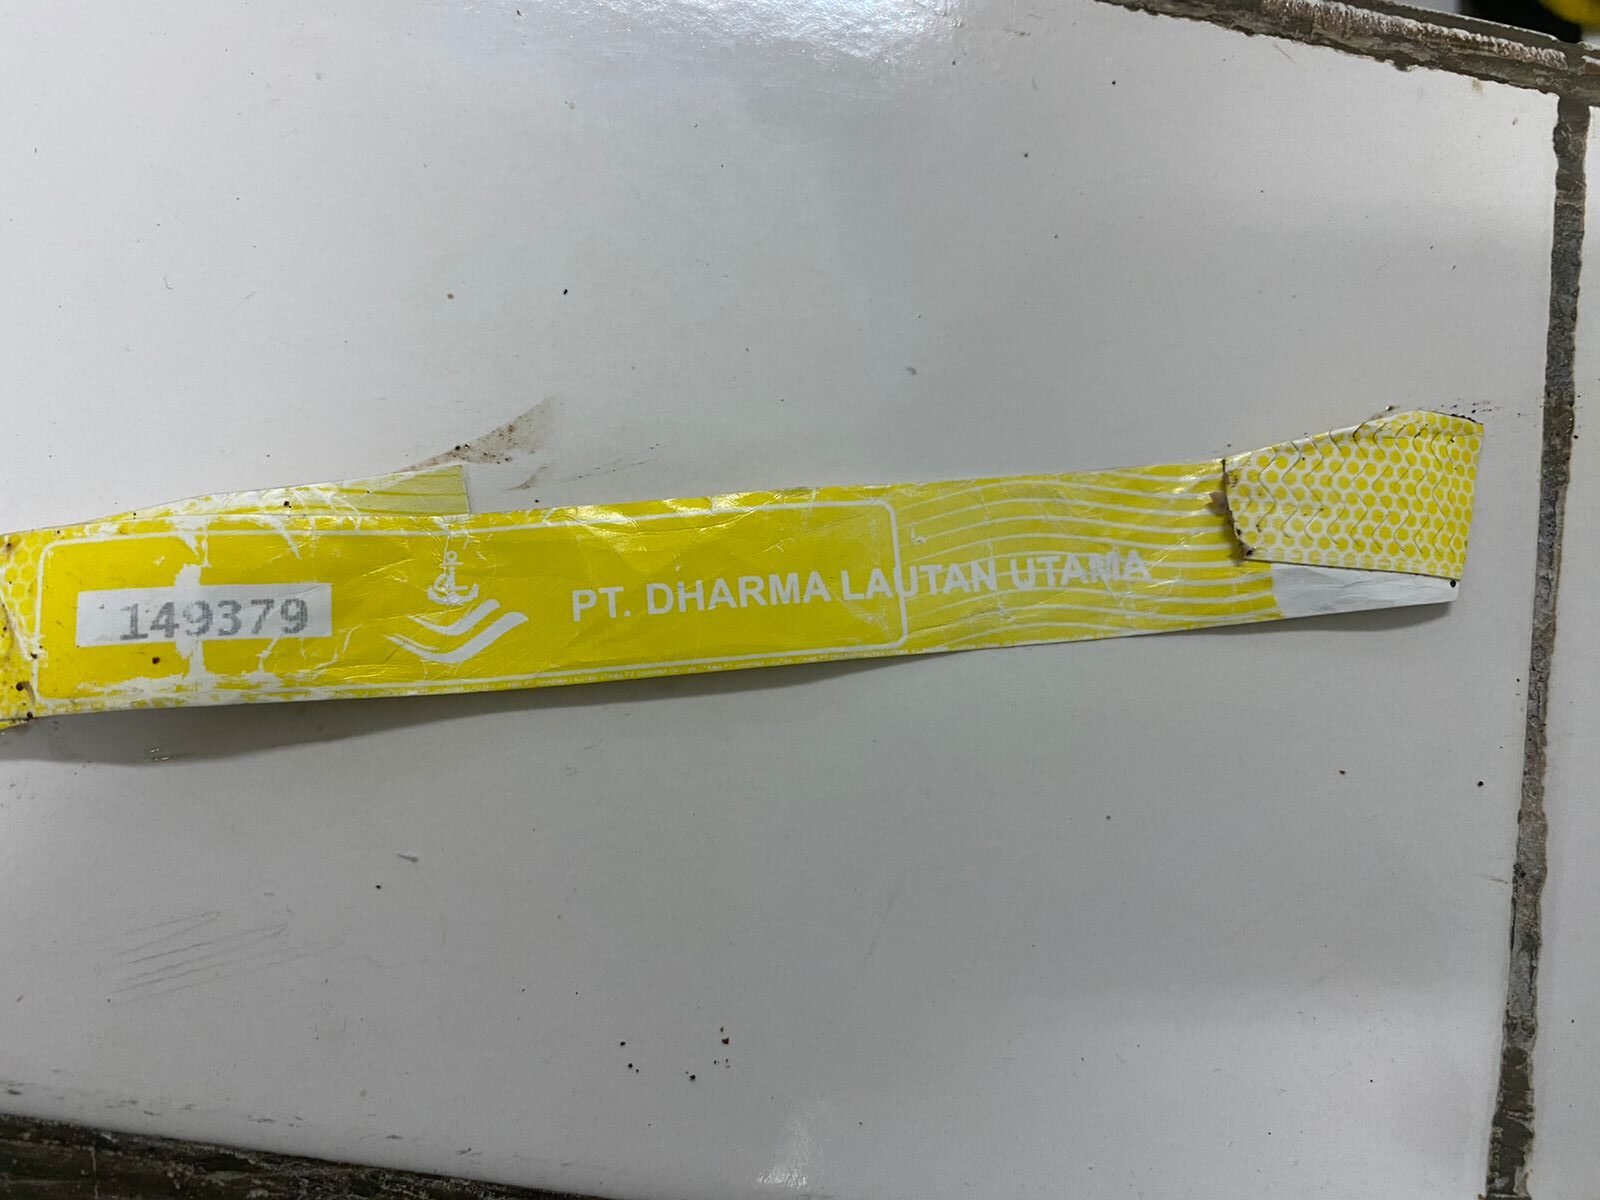 149379
PT. DHARMA LAUTAN UTAMA